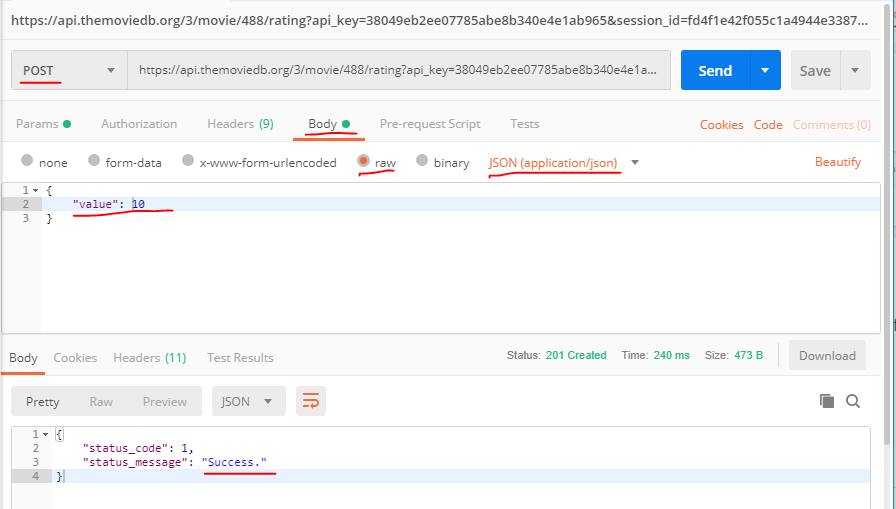 https://api.themoviedb.org/3/movie/488/rating?api_key=38049eb2ee07785abe8b340e4e1ab965&session_id=fd4f1e42f055c1a4944e3387...
POST https://api.themoviedb.org/3/movie/488/rating?api_key=38049eb2ee07785abe8b340e4e1a... Send Save
Params Authorization Headers (9) Body Pre-request Script Tests Cookies Code Comments (0)
none form-data x-www-form-urlencoded raw binary JSON (application/json) Beautify
1 {
2 "value": 10
3 }
Body Cookies Headers (11) Test Results Status: 201 Created Time: 240 ms Size: 473 B Download
Pretty Raw Preview JSON
1 {
2 "status_code": 1,
3 "status_message": "Success."
4 }